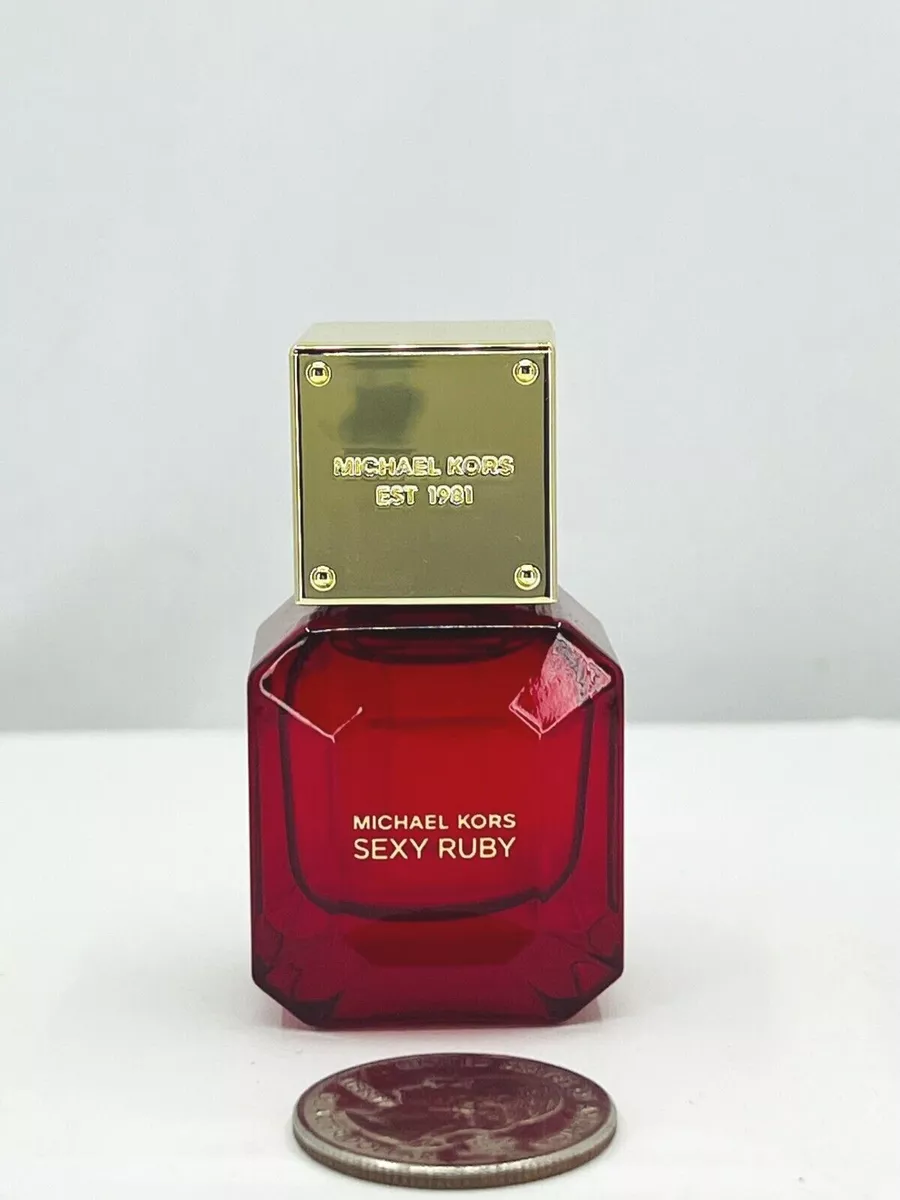 MICHAEL KORS
EST 1981
MICHAEL KORS
SEXY RUBY